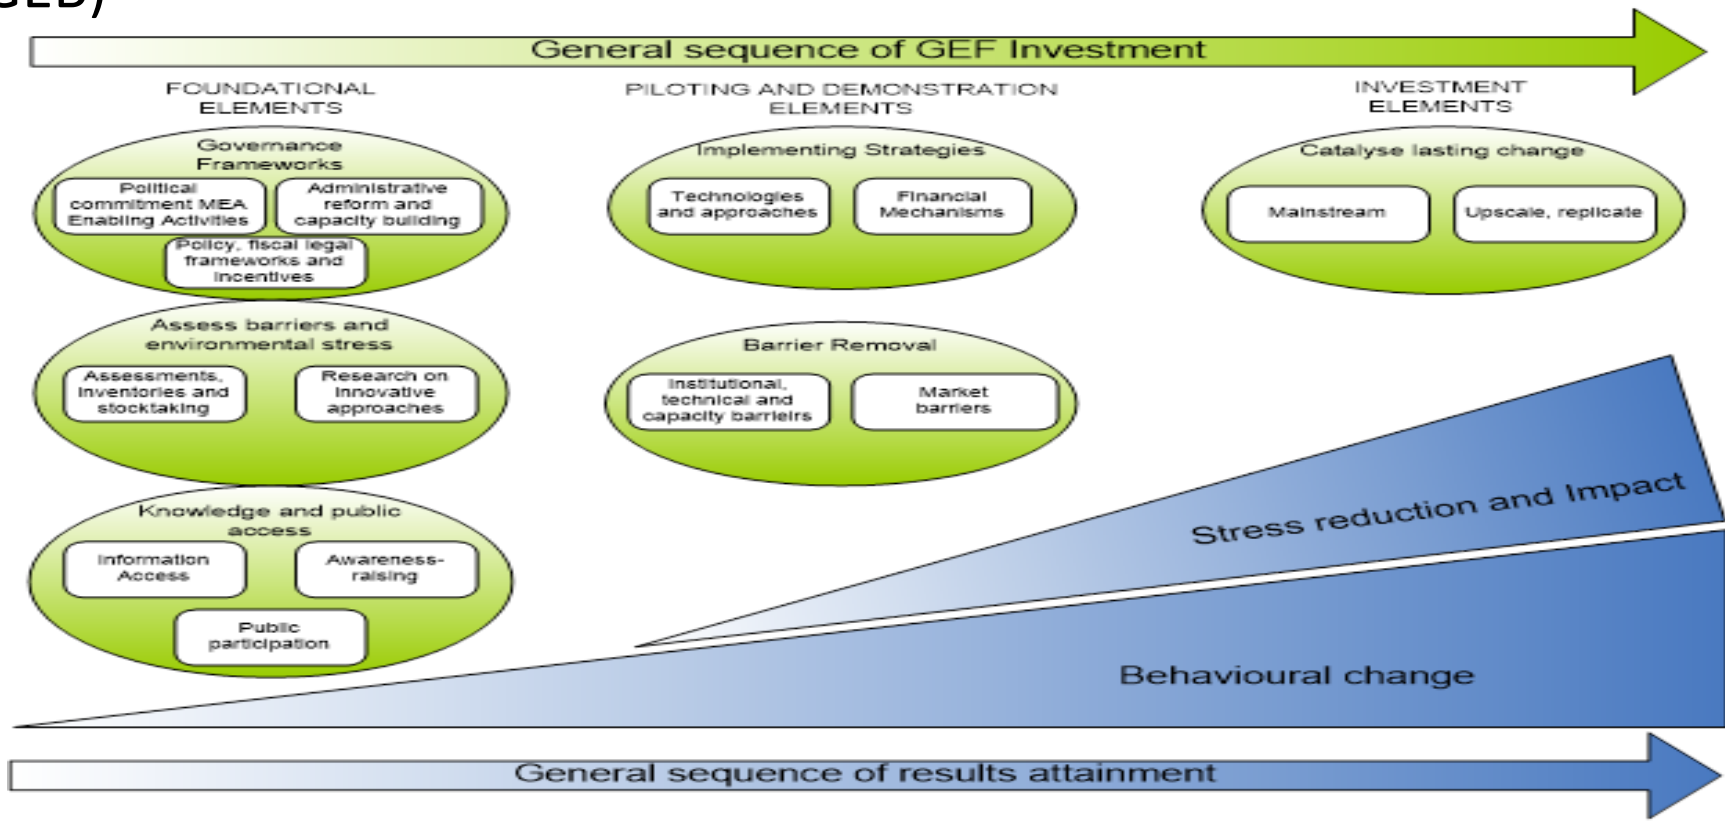 GEB)
General sequence of GEF Investment
FOUNDATIONAL
ELEMENTS
PILOTING AND DEMONSTRATION
ELEMENTS
INVESTMENT
ELEMENTS
Governance
Frameworks
Political
commitment MEA
Enabling Activities
Administrative
reform and
capacity building
Policy, fiscal legal
frameworks and
incentives
Implementing Strategies
Technologies
and approaches
Financial
Mechanisms
Catalyse lasting change
Mainstream
Upscale, replicate
Assess barriers and
environmental stress
Assessments,
inventories and
stocktaking
Research on
innovative
approaches
Barrier Removal
Institutional,
technical and
capacity barrieirs
Market
barriers
Knowledge and public
access
Information
Access
Awareness-
raising
Public
participation
Stress reduction and Impact
Behavioural change
General sequence of results attainment